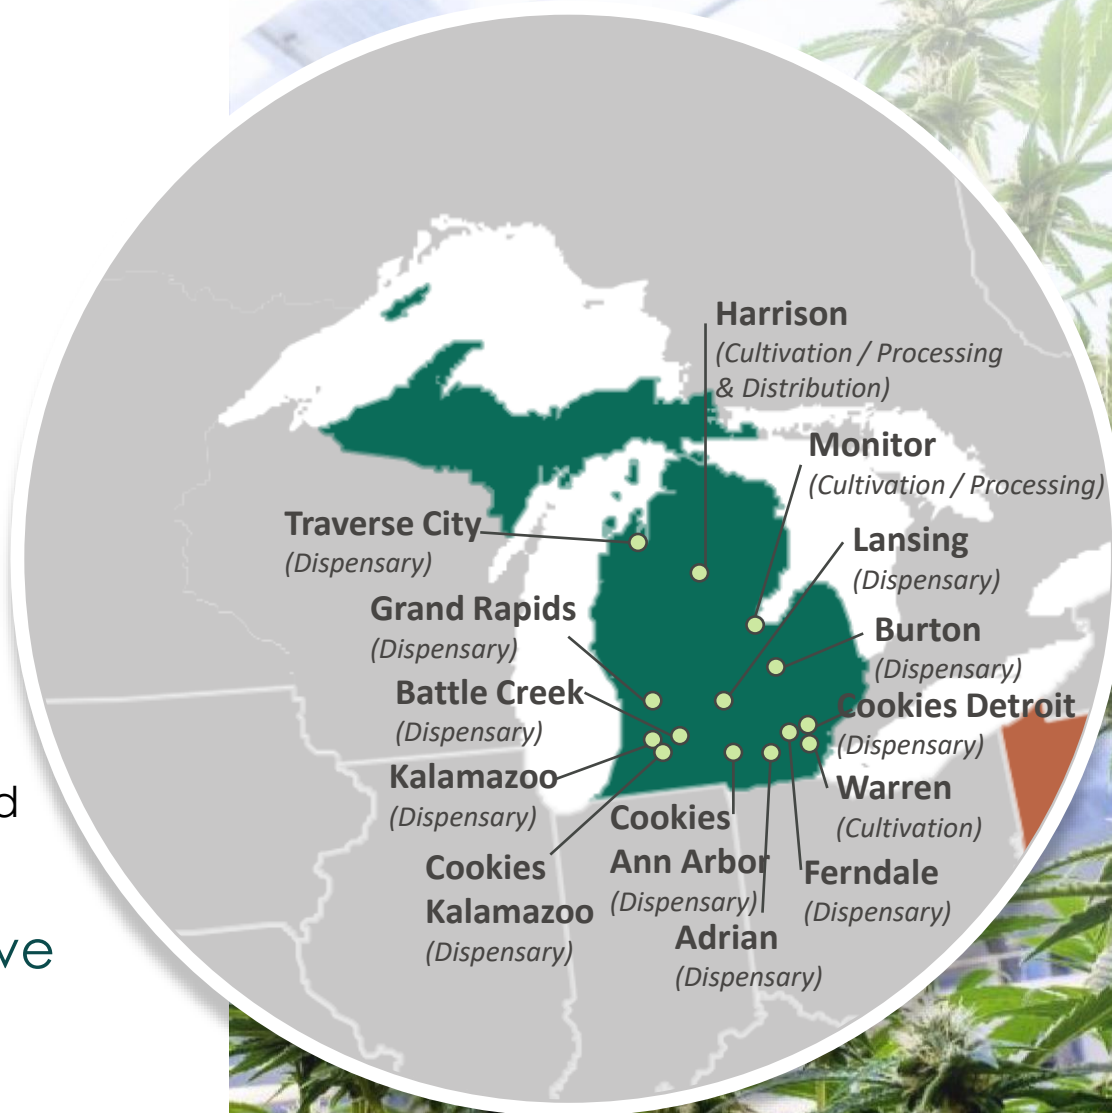 Harrison
(Cultivation / Processing
& Distribution)
Monitor
(Cultivation / Processing)
Traverse City
(Dispensary)
Lansing
(Dispensary)
Grand Rapids
(Dispensary)
Burton
(Dispensary)
Battle Creek
(Dispensary)
Cookies Detroit
(Dispensary)
Kalamazoo
(Dispensary)
Warren
(Cultivation)
Cookies
Ann Arbor
(Dispensary)
Cookies
Kalamazoo
(Dispensary)
Ferndale
(Dispensary)
Adrian
(Dispensary)
d
ve